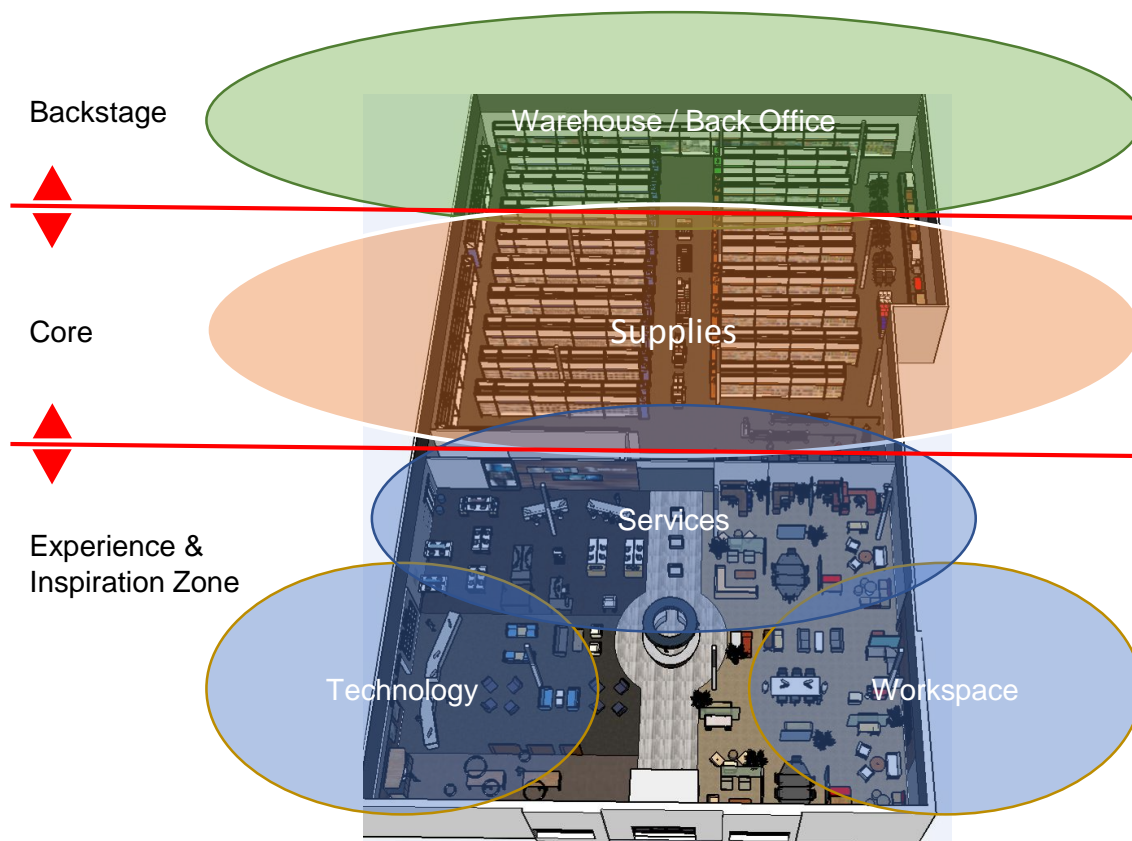 Backstage
Warehouse / Back Office
Core
Supplies
Services
Experience &
Inspiration Zone
Technology
Workspace